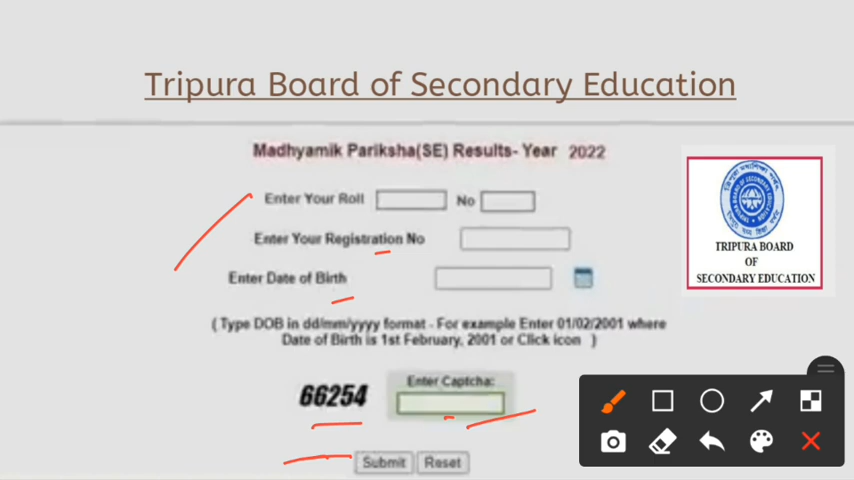 Tripura Board of Secondary Education
Madhyamik Pariksha(SE) Results- Year 2022
Enter Your Roll No
Enter Your Registration No
Enter Date of Birth
( Type DOB in dd/mm/yyyy format - For example Enter 01/02/2001 where
Date of Birth is 1st February, 2001 or Click icon )
Enter Captcha:
66254
Submit Reset
TRIPURA BOARD
OF
SECONDARY EDUCATION